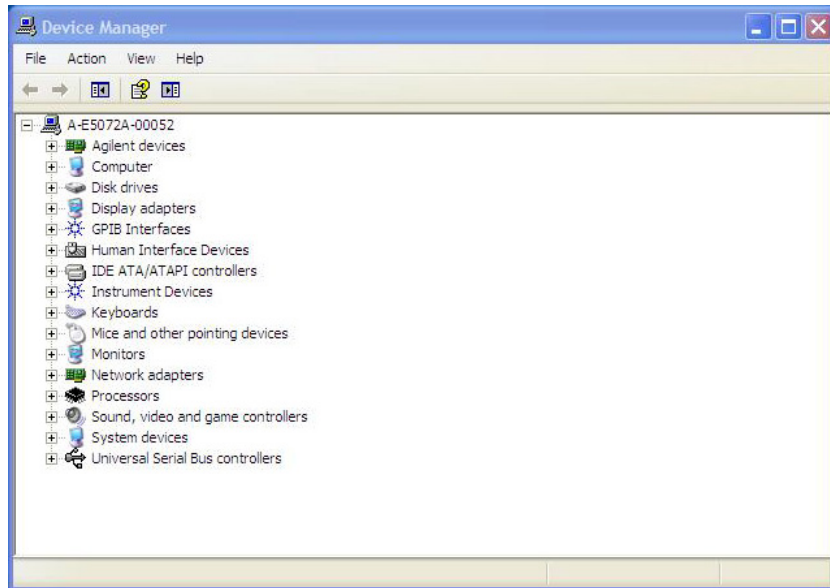 Device Manager
File Action View Help
A-E5072A-00052
Agilent devices
Computer
Disk drives
Display adapters
GPIB Interfaces
Human Interface Devices
IDE ATA/ATAPI controllers
Instrument Devices
Keyboards
Mice and other pointing devices
Monitors
Network adapters
Processors
Sound, video and game controllers
System devices
Universal Serial Bus controllers